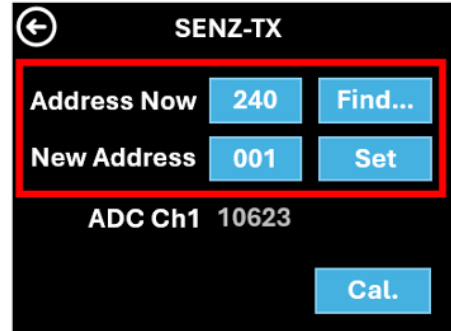 SENZ-TX
Address Now 240 Find...
New Address 001 Set
ADC Ch1 10623
Cal.